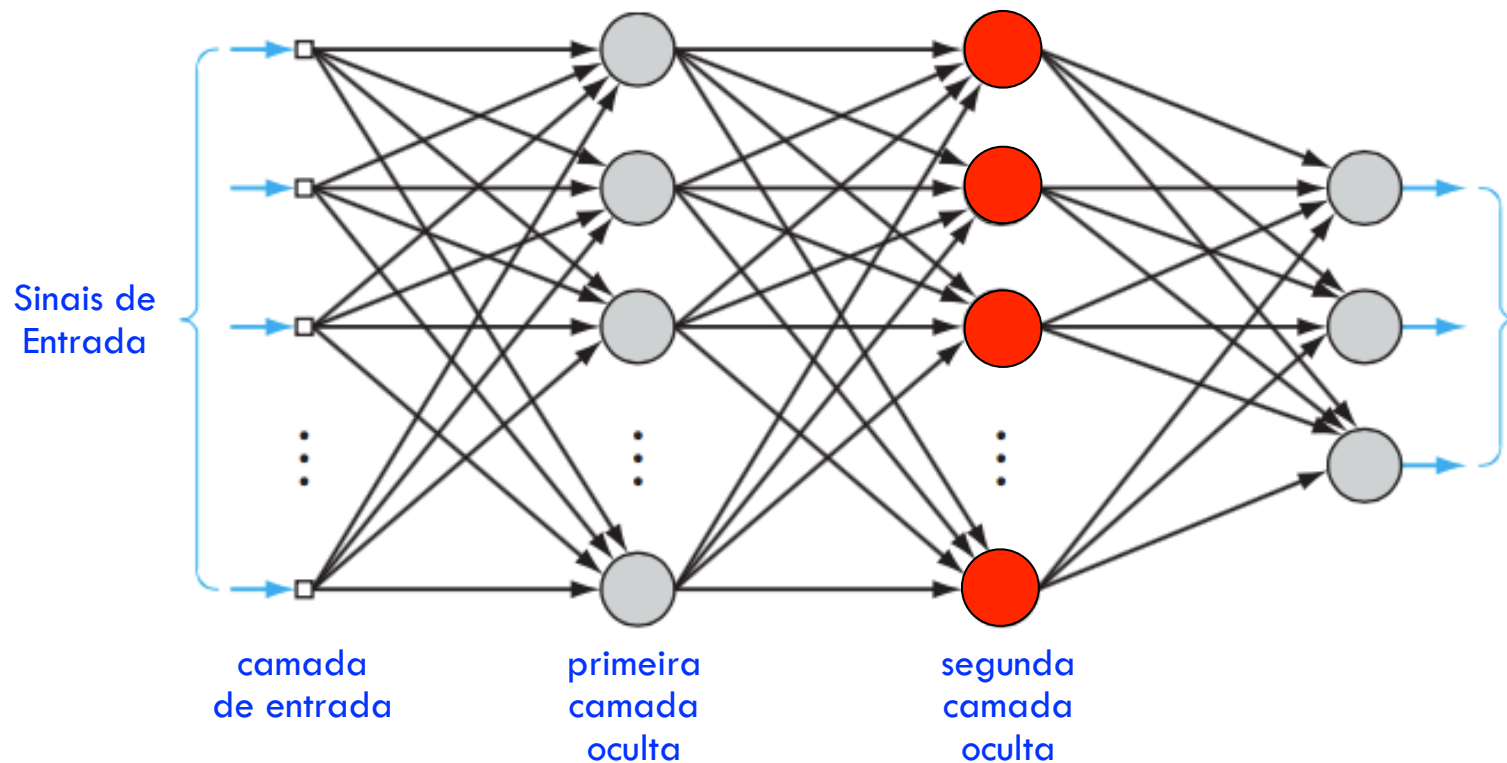 Sinais de
Entrada
camada
de entrada
primeira
camada
oculta
segunda
camada
oculta